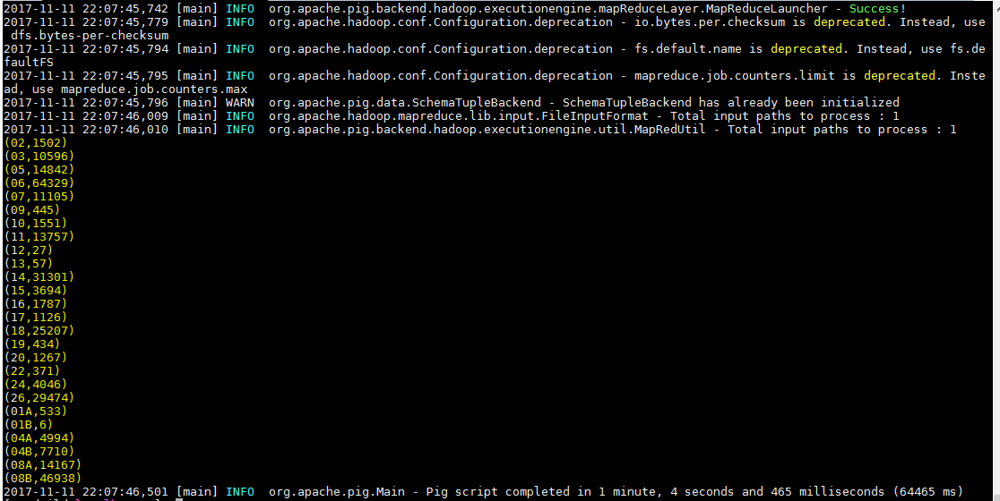 2017-11-11 22:07:45,742 [main] INFO  org.apache.pig.backend.hadoop.executionengine.mapReduceLayer.MapReduceLauncher - Success!
2017-11-11 22:07:45,779 [main] INFO  org.apache.hadoop.conf.Configuration.deprecation - io.bytes.per.checksum is deprecated. Instead, use
dfs.bytes-per-checksum
2017-11-11 22:07:45,794 [main] INFO  org.apache.hadoop.conf.Configuration.deprecation - fs.default.name is deprecated. Instead, use fs.de
faultFS
2017-11-11 22:07:45,795 [main] INFO  org.apache.hadoop.conf.Configuration.deprecation - mapreduce.job.counters.limit is deprecated. Inste
ad, use mapreduce.job.counters.max
2017-11-11 22:07:45,796 [main] WARN  org.apache.pig.data.SchemaTupleBackend - SchemaTupleBackend has already been initialized
2017-11-11 22:07:46,009 [main] INFO  org.apache.hadoop.mapreduce.lib.input.FileInputFormat - Total input paths to process : 1
2017-11-11 22:07:46,010 [main] INFO  org.apache.pig.backend.hadoop.executionengine.util.MapRedUtil - Total input paths to process : 1
(02,1502)
(03,10596)
(05,14842)
(06,64329)
(07,11105)
(09,445)
(10,1551)
(11,13757)
(12,27)
(13,57)
(14,31301)
(15,3694)
(16,1787)
(17,1126)
(18,25207)
(19,434)
(20,1267)
(22,371)
(24,4046)
(26,29474)
(01A,533)
(01B,6)
(04A,4994)
(04B,7710)
(08A,14167)
(08B,46938)
2017-11-11 22:07:46,501 [main] INFO  org.apache.pig.Main - Pig script completed in 1 minute, 4 seconds and 465 milliseconds (64465 ms)